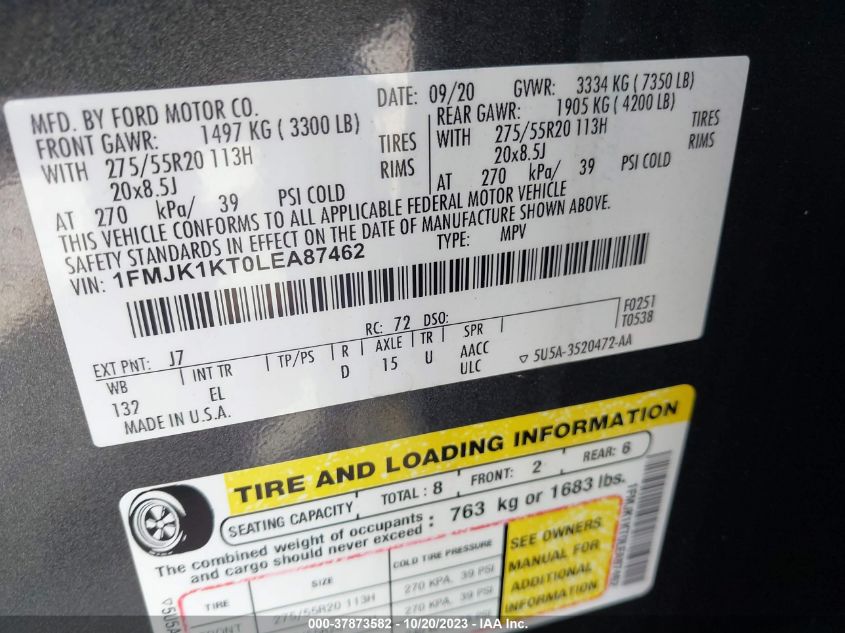 MFD. BY FORD MOTOR CO.
DATE: 09/20 GVWR: 3334 KG ( 7350 LB)
FRONT GAWR: 1497 KG ( 3300 LB)
REAR GAWR: 1905 KG ( 4200 LB)
WITH 275/55R20 113H TIRES
WITH 275/55R20 113H TIRES
20x8.5J RIMS
20x8.5J RIMS
AT 270 kPa/ 39 PSI COLD
AT 270 kPa/ 39 PSI COLD
THIS VEHICLE CONFORMS TO ALL APPLICABLE FEDERAL MOTOR VEHICLE
SAFETY STANDARDS IN EFFECT ON THE DATE OF MANUFACTURE SHOWN ABOVE.
VIN: 1FMJK1KT0LEA87462 TYPE: MPV
F0251
T0538
EXT PNT: J7 RC: 72 DSO:
WB INT TR TP/PS R AXLE TR SPR
132 EL D 15 U AACC
ULC
5U5A-3520472-AA
MADE IN U.S.A.
TIRE AND LOADING INFORMATION
SEATING CAPACITY TOTAL : 8 FRONT: 2 REAR: 6
The combined weight of occupants and cargo should never exceed : 763 kg or 1683 lbs.
TIRE SIZE COLD TIRE PRESSURE
FRONT 275/55R20 113H 270 KPA, 39 PSI
270 KPA, 39 PSI
SEE OWNERS
MANUAL FOR
ADDITIONAL
INFORMATION
1FMJK1KT0LEA87462
5U5A
000-37873582 - 10/20/2023 - IAA Inc.